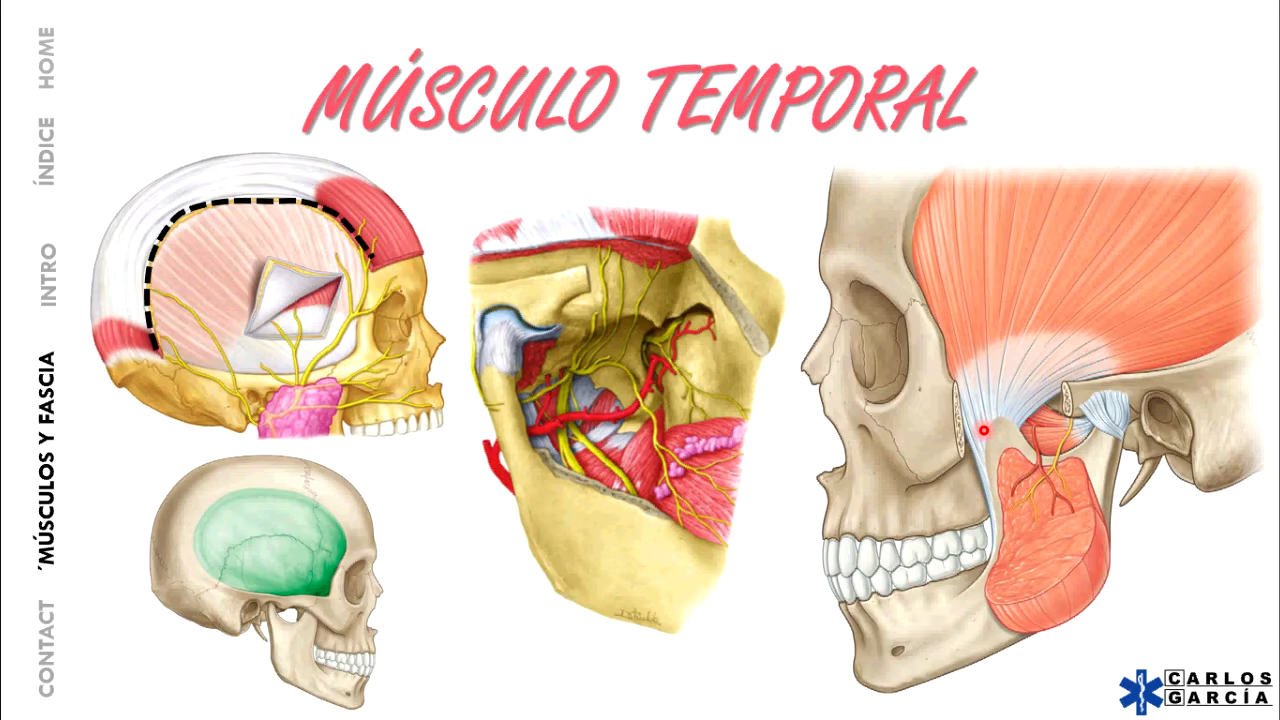 MÚSCULO TEMPORAL
HOME
ÍNDICE
INTRO
´MÚSCULOS Y FASCIA
CONTACT
CARLOS
GARCÍA